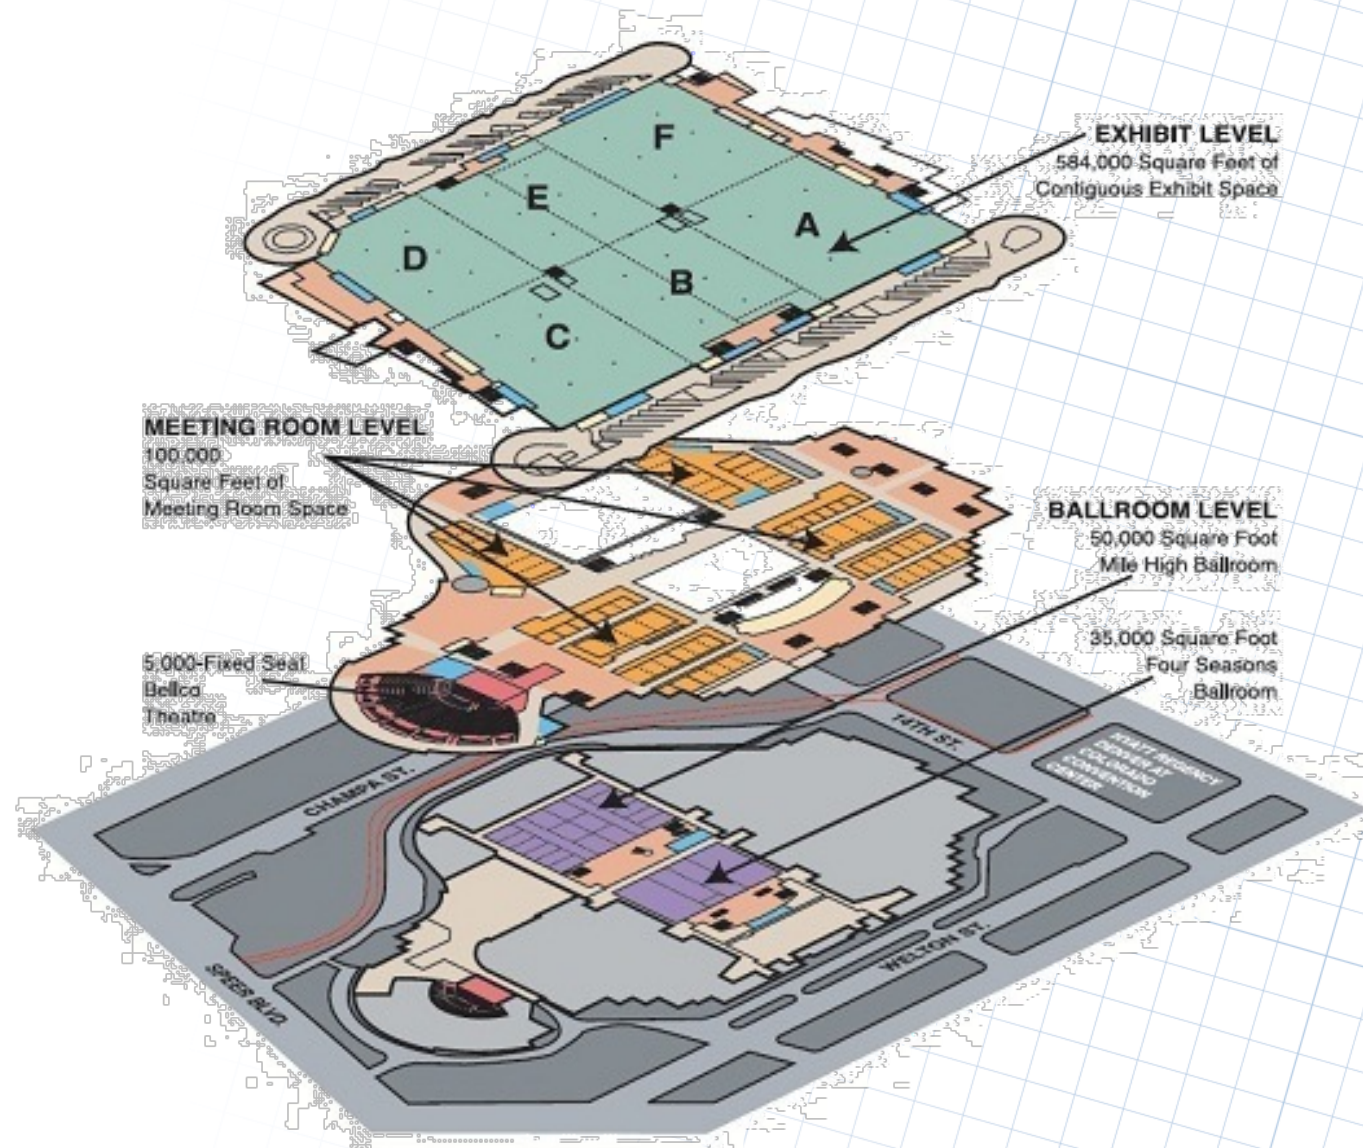 F
E
A
D
B
C
EXHIBIT LEVEL
584,000 Square Feet of
Contiguous Exhibit Space
MEETING ROOM LEVEL
100,000
Square Feet of
Meeting Room Space
BALLROOM LEVEL
50,000 Square Foot
Mile High Ballroom
35,000 Square Foot
Four Seasons
Ballroom
5,000-Fixed Seat
Bellco
Theatre
14TH ST.
HYATT REGENCY
DENVER AT
COLORADO
CONVENTION
CENTER
CHAMPA ST.
WELTON ST.
SPEER BLVD.